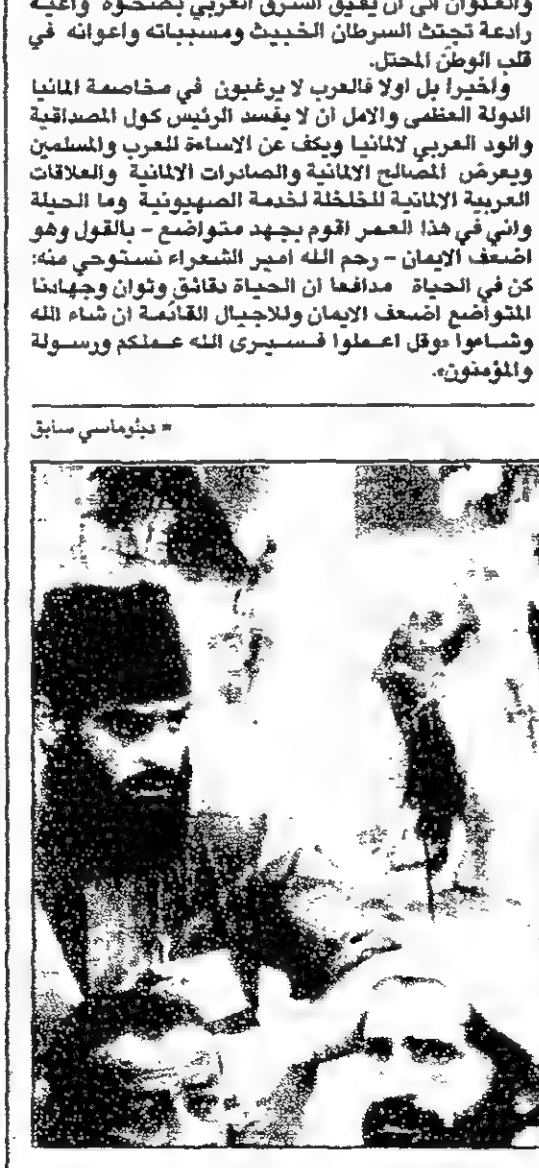 والعدوان الى ان يفيق الشرق العربي بصحوة واعية
رادعة تجتث السرطان الخبيث ومسبباته واعوانه في
قلب الوطن المحتل.
واخيرا بل اولا فالعرب لا يرغبون في مخاصمة المانيا
الدولة العظمى والامل ان لا يفسد الرئيس كول المصداقية
والود العربي لالمانيا ويكف عن الاساءة للعرب والمسلمين
ويعرض المصالح الالمانية والصادرات الالمانية والعلاقات
العربية الالمانية للخلخلة لخدمة الصهيونية وما الحيلة
واني في هذا العمر اقوم بجهد متواضع – بالقول وهو
اضعف الايمان – رحم الله امير الشعراء نستوحي منه:
كن في الحياة مدافعا ان الحياة دقائق وثوان وجهادنا
المتواضع اضعف الايمان وللاجيال القائمة ان شاء الله
وشاءوا «وقل اعملوا فسيرى الله عملكم ورسولة
والمؤمنون».
* دبلوماسي سابق